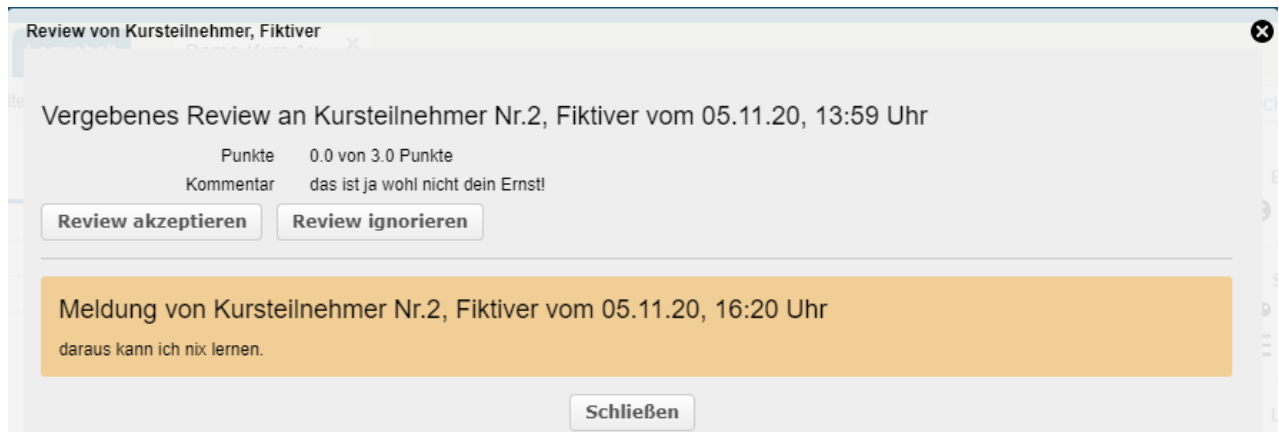 Review von Kursteilnehmer, Fiktiver
Vergebenes Review an Kursteilnehmer Nr.2, Fiktiver vom 05.11.20, 13:59 Uhr
Punkte 0.0 von 3.0 Punkte
Kommentar das ist ja wohl nicht dein Ernst!
Review akzeptieren Review ignorieren
Meldung von Kursteilnehmer Nr.2, Fiktiver vom 05.11.20, 16:20 Uhr
daraus kann ich nix lernen.
Schließen